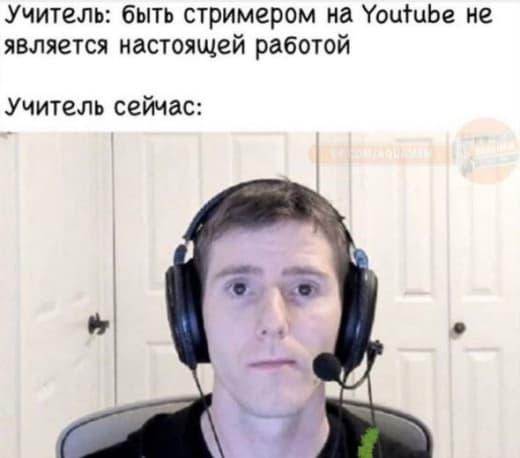 Учитель: быть стримером на Youtube не
является настоящей работой
Учитель сейчас: